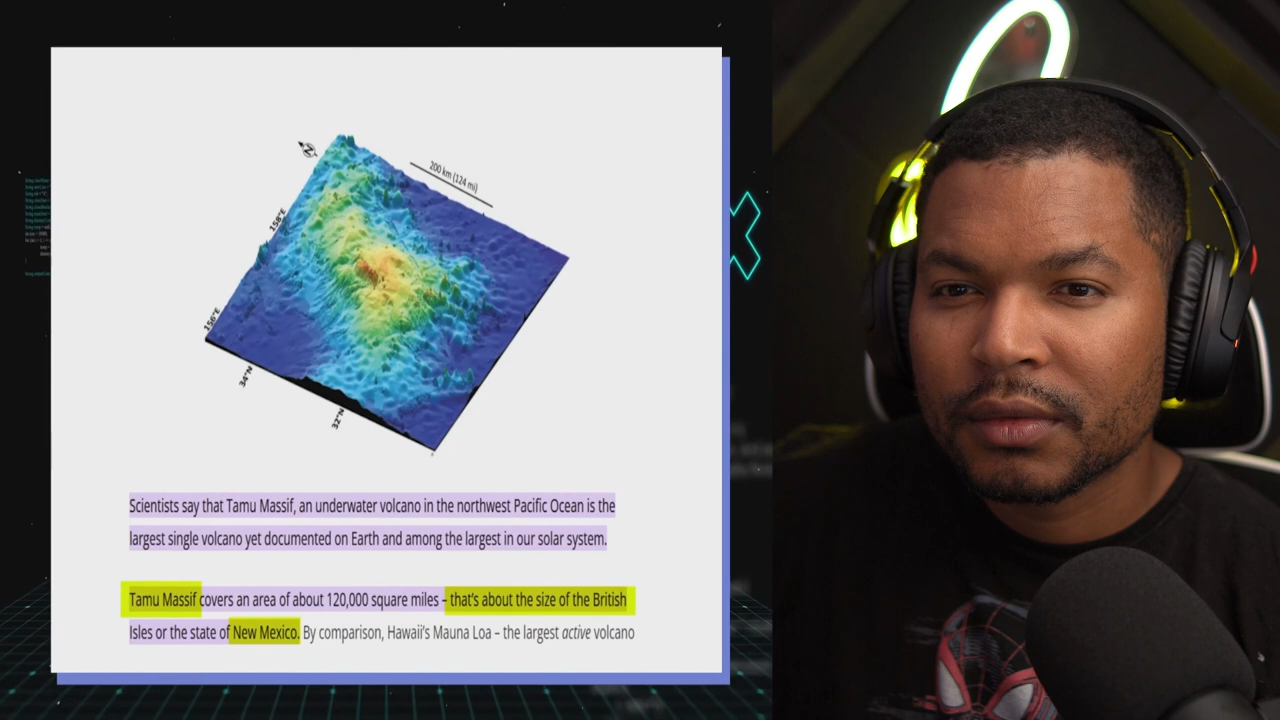 N
200 km (124 mi)
158°E
156°E
34°N
32°N
Scientists say that Tamu Massif, an underwater volcano in the northwest Pacific Ocean is the
largest single volcano yet documented on Earth and among the largest in our solar system.
Tamu Massif covers an area of about 120,000 square miles – that's about the size of the British
Isles or the state of New Mexico. By comparison, Hawaii's Mauna Loa – the largest active volcano